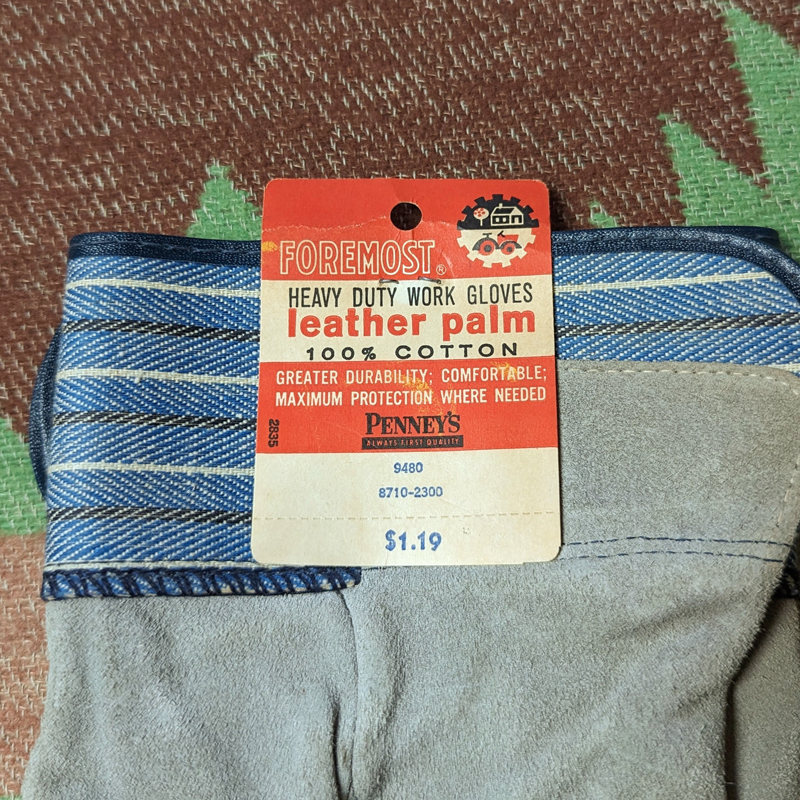 FOREMOST®
HEAVY DUTY WORK GLOVES
leather palm
100% COTTON
GREATER DURABILITY; COMFORTABLE;
MAXIMUM PROTECTION WHERE NEEDED
PENNEY'S
ALWAYS FIRST QUALITY
2835
9480
8710-2300
$1.19